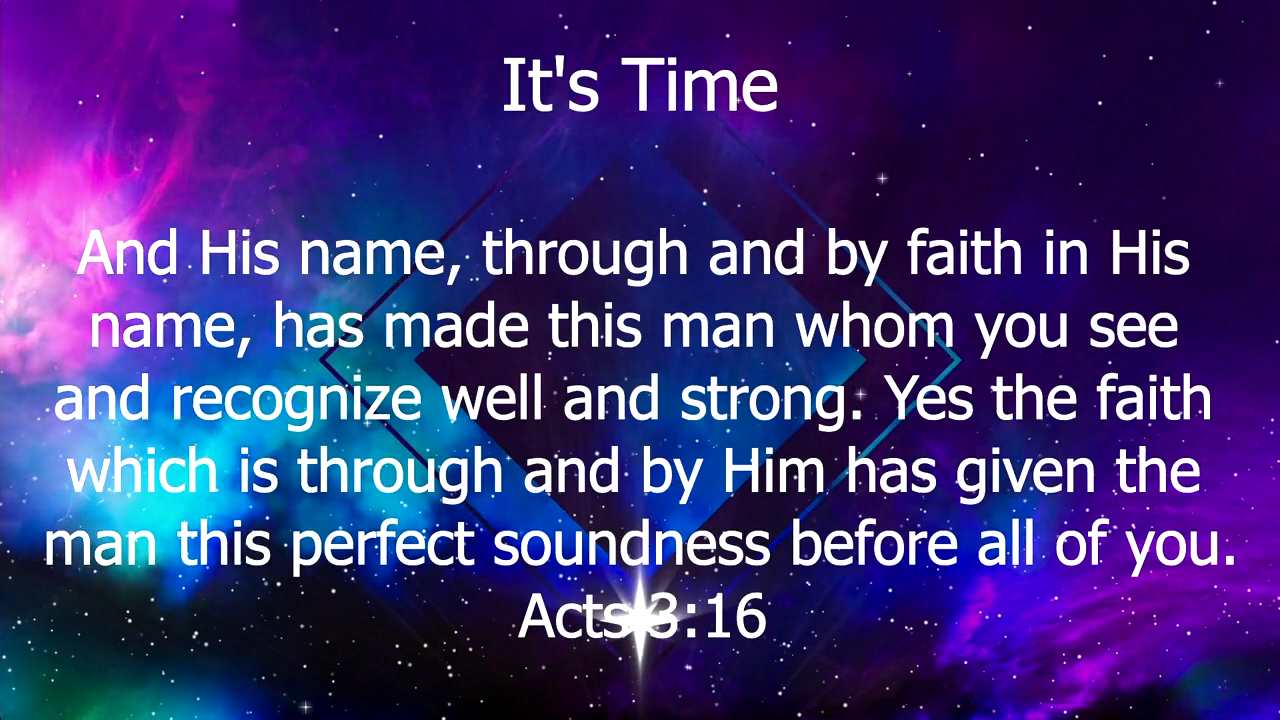 It's Time
And His name, through and by faith in His
name, has made this man whom you see
and recognize well and strong. Yes the faith
which is through and by Him has given the
man this perfect soundness before all of you.
Acts 3:16